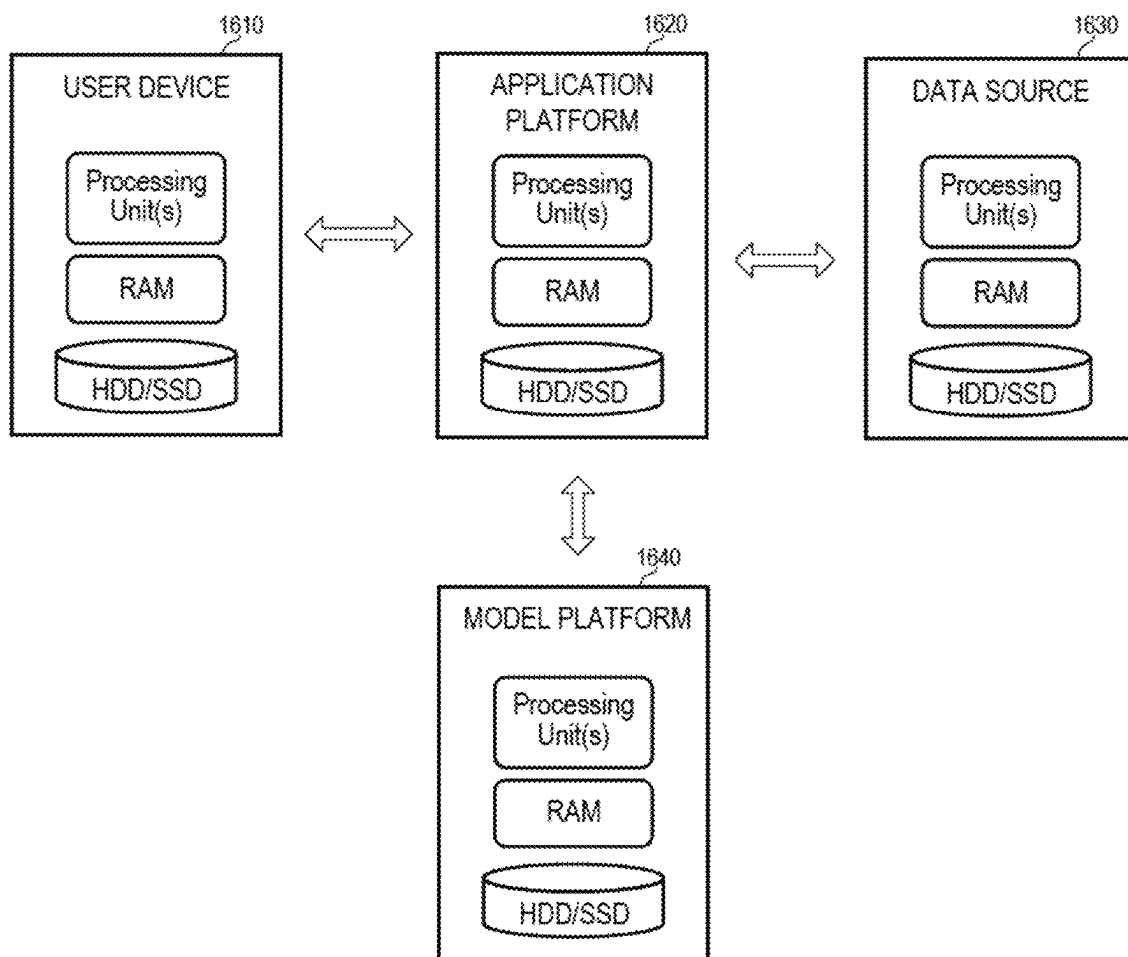 1610
USER DEVICE
Processing
Unit(s)
RAM
HDD/SSD
1620
APPLICATION
PLATFORM
Processing
Unit(s)
RAM
HDD/SSD
1630
DATA SOURCE
Processing
Unit(s)
RAM
HDD/SSD
1640
MODEL PLATFORM
Processing
Unit(s)
RAM
HDD/SSD